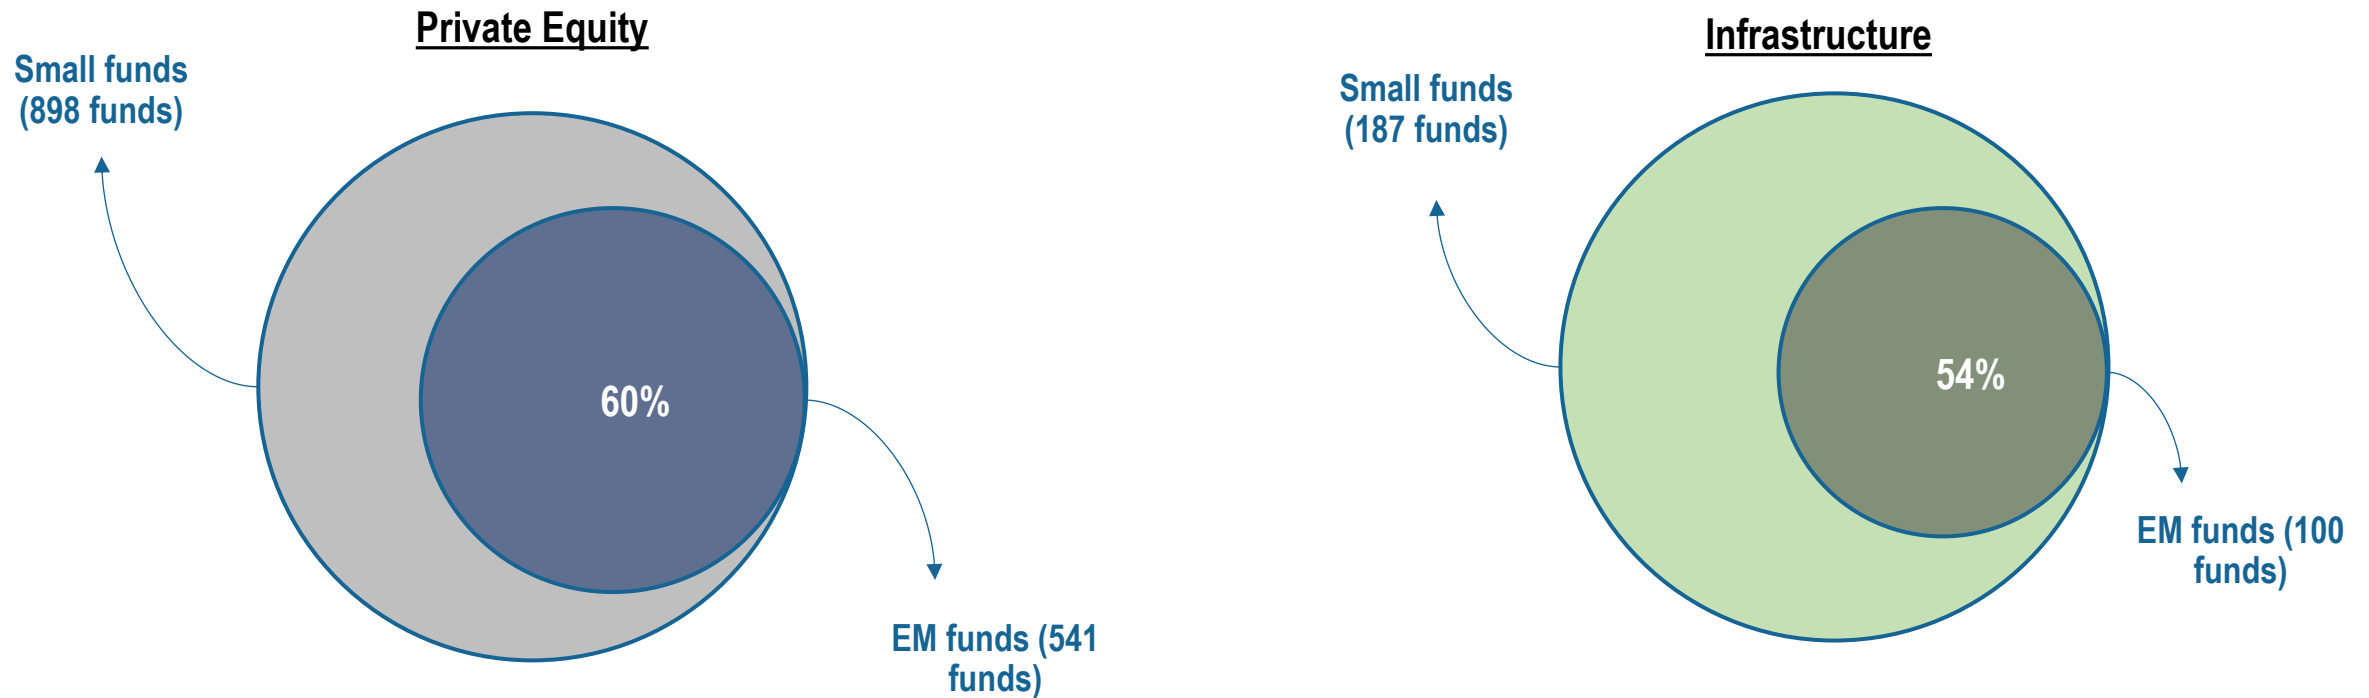 Private Equity
Small funds
(898 funds)
60%
EM funds (541
funds)
Infrastructure
Small funds
(187 funds)
54%
EM funds (100
funds)